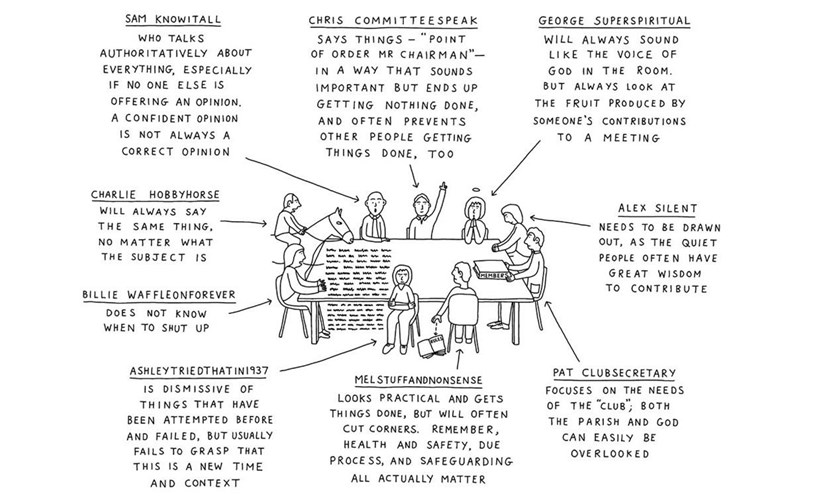 SAM KNOWITALL
WHO TALKS
AUTHORITATIVELY ABOUT
EVERYTHING, ESPECIALLY
IF NO ONE ELSE IS
OFFERING AN OPINION.
A CONFIDENT OPINION
IS NOT ALWAYS A
CORRECT OPINION
CHRIS COMMITTEESPEAK
SAYS THINGS – "POINT
OF ORDER MR CHAIRMAN" –
IN A WAY THAT SOUNDS
IMPORTANT BUT ENDS UP
GETTING NOTHING DONE,
AND OFTEN PREVENTS
OTHER PEOPLE GETTING
THINGS DONE, TOO
GEORGE SUPERSPIRITUAL
WILL ALWAYS SOUND
LIKE THE VOICE OF
GOD IN THE ROOM.
BUT ALWAYS LOOK AT
THE FRUIT PRODUCED BY
SOMEONE'S CONTRIBUTIONS
TO A MEETING
CHARLIE HOBBYHORSE
WILL ALWAYS SAY
THE SAME THING,
NO MATTER WHAT
THE SUBJECT IS
ALEX SILENT
NEEDS TO BE DRAWN
OUT, AS THE QUIET
PEOPLE OFTEN HAVE
GREAT WISDOM
TO CONTRIBUTE
BILLIE WAFFLEONFOREVER
DOES NOT KNOW
WHEN TO SHUT UP
MEMBERS
RULES
ASHLEYTRIEDTHATIN1937
IS DISMISSIVE OF
THINGS THAT HAVE
BEEN ATTEMPTED BEFORE
AND FAILED, BUT USUALLY
FAILS TO GRASP THAT
THIS IS A NEW TIME
AND CONTEXT
MELSTUFFANDNONSENSE
LOOKS PRACTICAL AND GETS
THINGS DONE, BUT WILL OFTEN
CUT CORNERS. REMEMBER,
HEALTH AND SAFETY, DUE
PROCESS, AND SAFEGUARDING
ALL ACTUALLY MATTER
PAT CLUBSECRETARY
FOCUSES ON THE NEEDS
OF THE "CLUB"; BOTH
THE PARISH AND GOD
CAN EASILY BE
OVERLOOKED